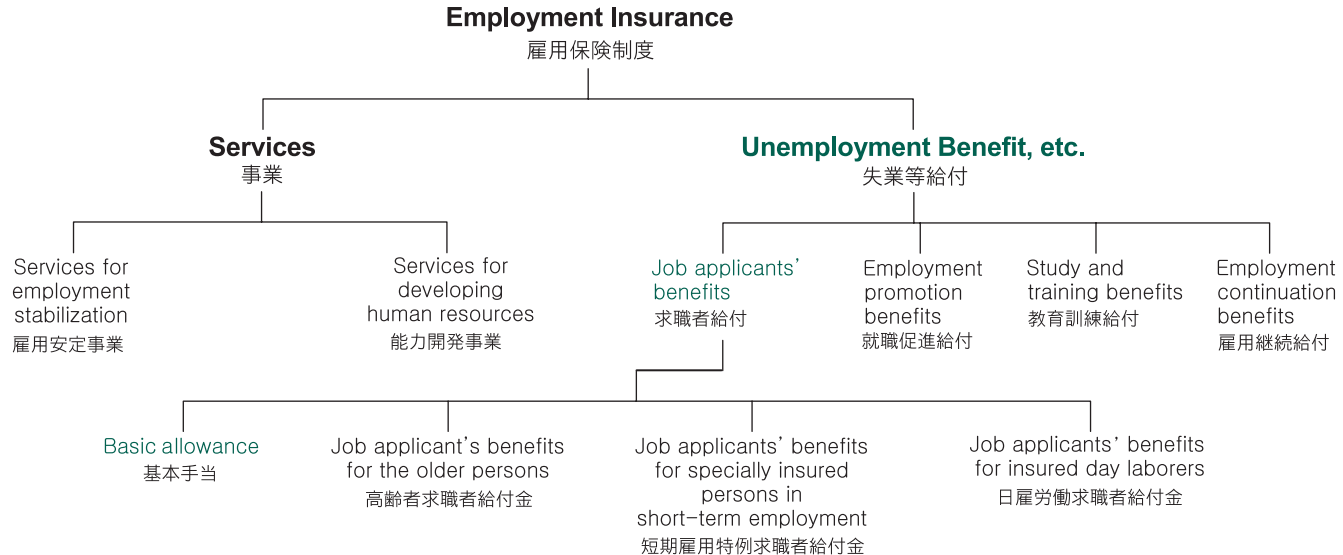 Employment Insurance
雇用保険制度
Services
事業
Unemployment Benefit, etc.
失業等給付
Services for
employment
stabilization
雇用安定事業
Services for
developing
human resources
能力開発事業
Job applicants’
benefits
求職者給付
Employment
promotion
benefits
就職促進給付
Study and
training benefits
教育訓練給付
Employment
continuation
benefits
雇用継続給付
Basic allowance
基本手当
Job applicant’s benefits
for the older persons
高齢者求職者給付金
Job applicants’ benefits
for specially insured
persons in
short-term employment
短期雇用特例求職者給付金
Job applicants’ benefits
for insured day laborers
日雇労働求職者給付金